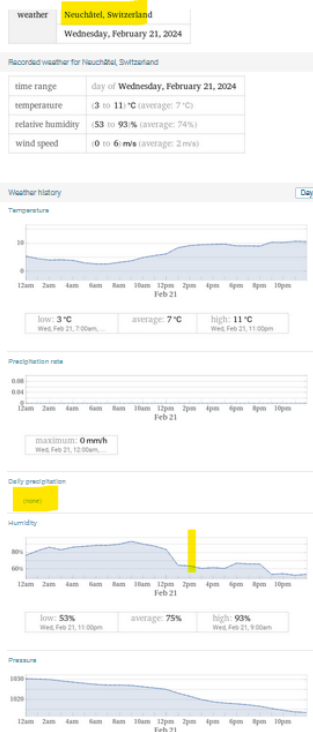 weather Neuchâtel, Switzerland
Wednesday, February 21, 2024
Recorded weather for Neuchâtel, Switzerland
time range day of Wednesday, February 21, 2024
temperature (3 to 11) °C (average: 7 °C)
relative humidity (53 to 93)% (average: 74%)
wind speed (0 to 6) m/s (average: 2 m/s)
Weather history Day
Temperature
10
0
12am 2am 4am 6am 8am 10am 12pm 2pm 4pm 6pm 8pm 10pm
Feb 21
low: 3 °C average: 7 °C high: 11 °C
Wed, Feb 21, 7:00am, ... Wed, Feb 21, 11:00pm
Precipitation rate
0.08
0.04
0
12am 2am 4am 6am 8am 10am 12pm 2pm 4pm 6pm 8pm 10pm
Feb 21
maximum: 0 mm/h
Wed, Feb 21, 12:00am, ...
Daily precipitation
(none)
Humidity
80%
60%
12am 2am 4am 6am 8am 10am 12pm 2pm 4pm 6pm 8pm 10pm
Feb 21
low: 53% average: 75% high: 93%
Wed, Feb 21, 11:00pm Wed, Feb 21, 9:00am
Pressure
1030
1020
12am 2am 4am 6am 8am 10am 12pm 2pm 4pm 6pm 8pm 10pm
Feb 21